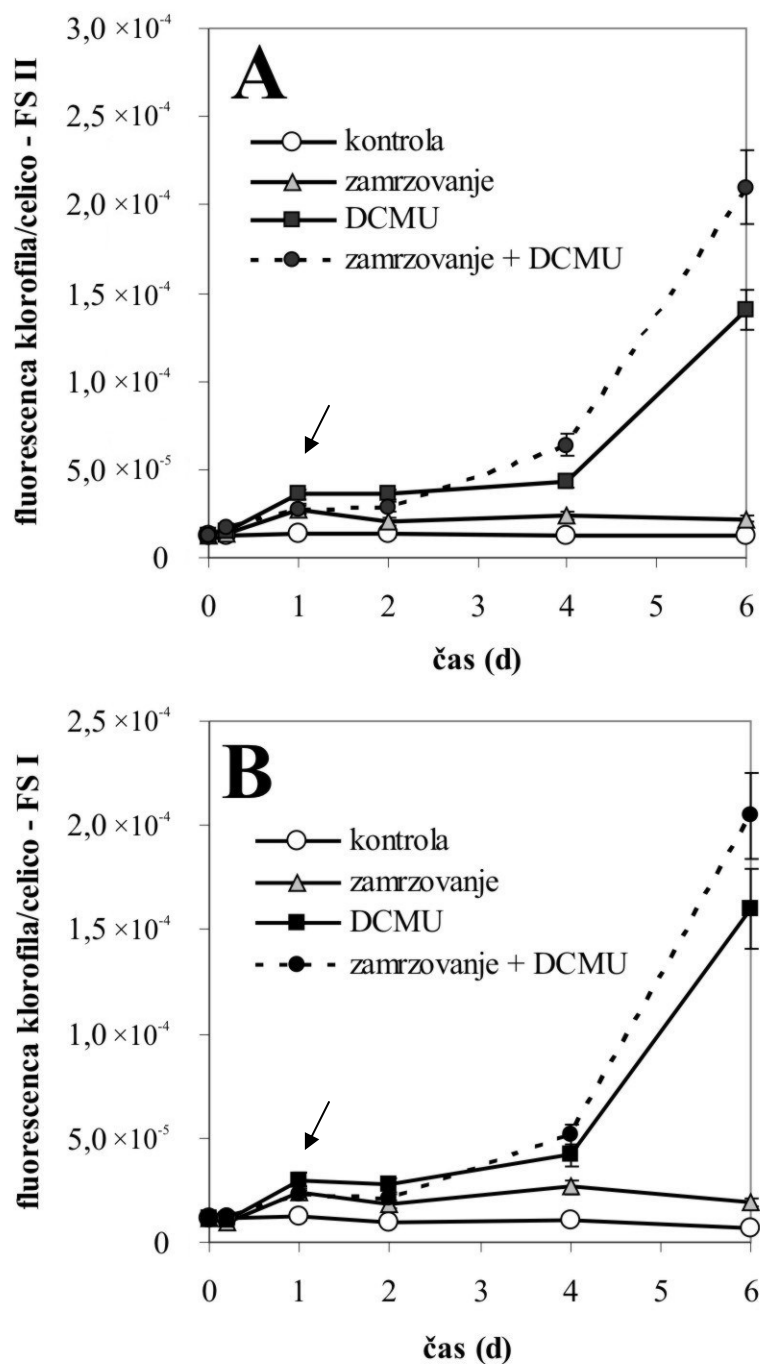 A
fluorescenca klorofila/celico - FS II
3,0 ×10⁻⁴
2,5 ×10⁻⁴
2,0 ×10⁻⁴
1,5 ×10⁻⁴
1,0 ×10⁻⁴
5,0 ×10⁻⁵
0
kontrola
zamrzovanje
DCMU
zamrzovanje + DCMU
0 1 2 3 4 5 6
čas (d)
B
fluorescenca klorofila/celico - FS I
2,5 ×10⁻⁴
2,0 ×10⁻⁴
1,5 ×10⁻⁴
1,0 ×10⁻⁴
5,0 ×10⁻⁵
0
kontrola
zamrzovanje
DCMU
zamrzovanje + DCMU
0 1 2 3 4 5 6
čas (d)